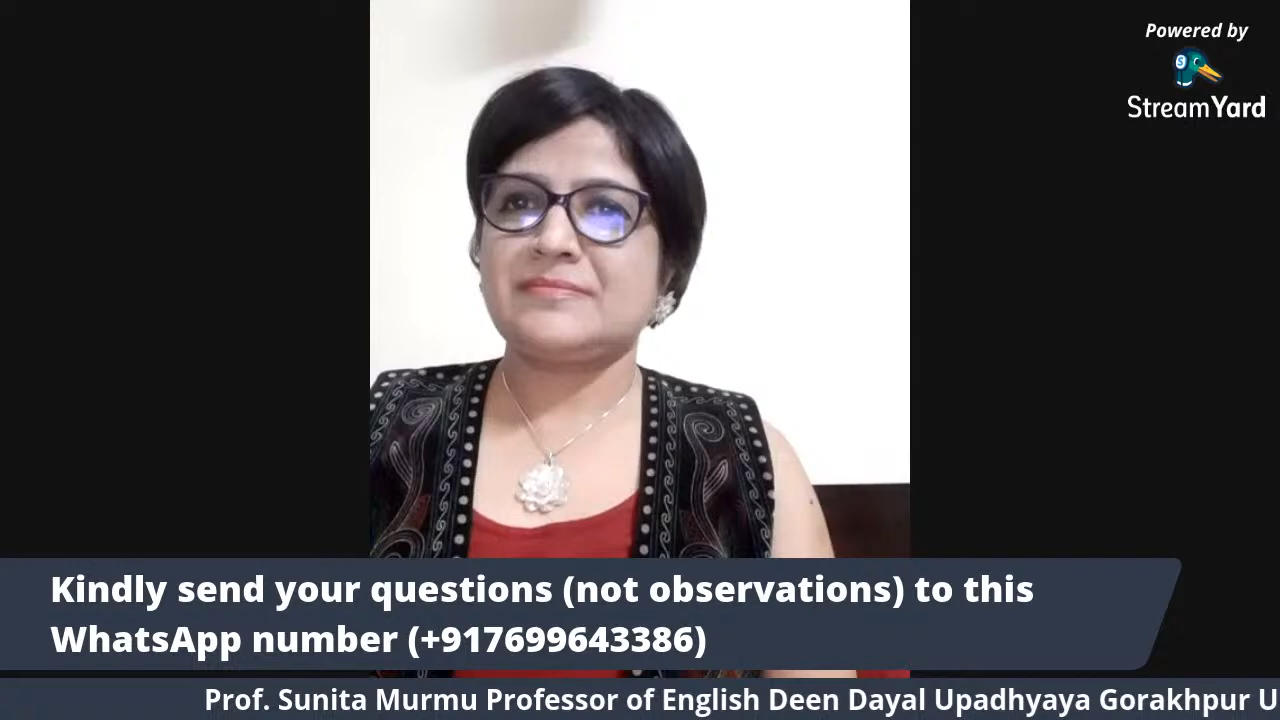 Powered by
StreamYard
Kindly send your questions (not observations) to this
WhatsApp number (+917699643386)
Prof. Sunita Murmu Professor of English Deen Dayal Upadhyaya Gorakhpur U